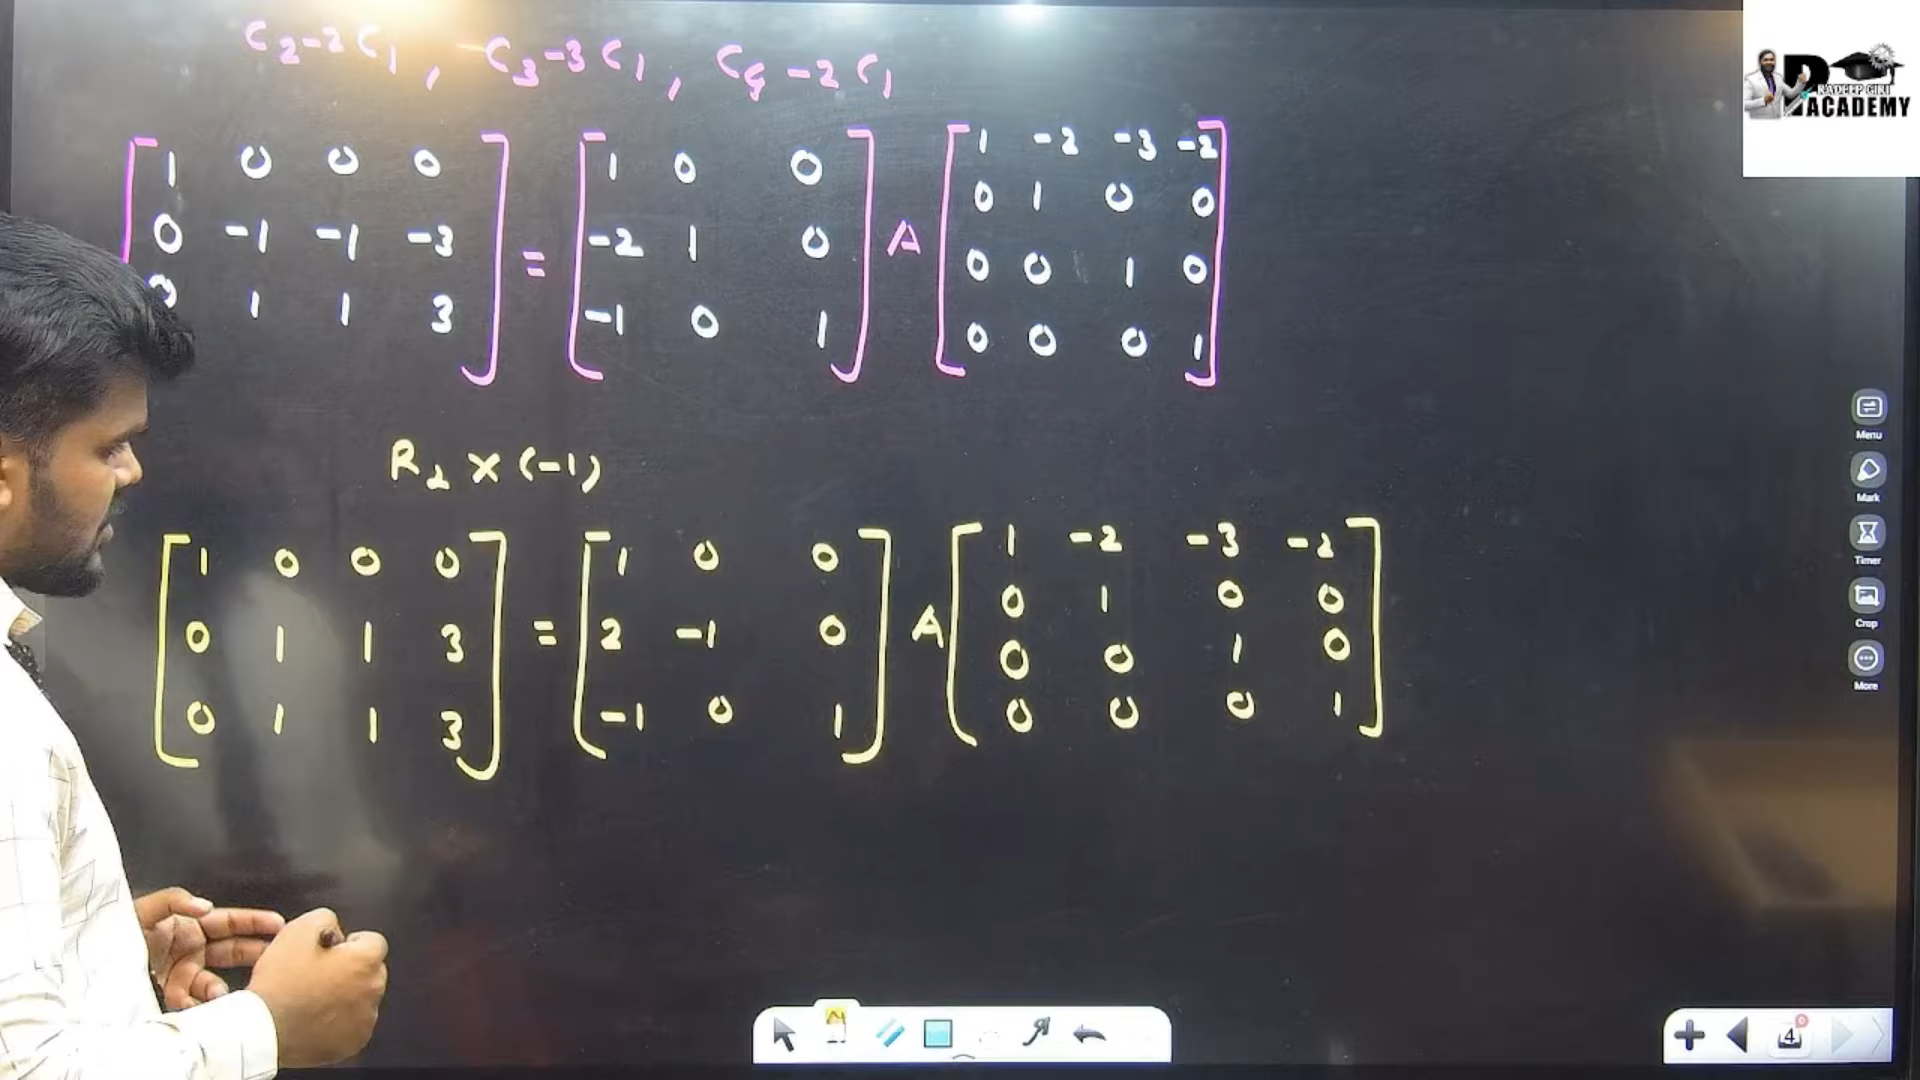 C2-2C1, C3-3C1, C4-2C1
[1 0 0 0] = [1 0 0] A [1 -2 -3 -2]
[0 -1 -1 -3] [-2 1 0] [0 1 0 0]
[0 1 1 3] [-1 0 1] [0 0 1 0]
[0 0 0 1]
R2 × (-1)
[1 0 0 0] = [1 0 0] A [1 -2 -3 -2]
[0 1 1 3] [2 -1 0] [0 1 0 0]
[0 1 1 3] [-1 0 1] [0 0 1 0]
[0 0 0 1]
PRADEEP GIRI
ACADEMY
Menu
Mark
Timer
Crop
More
4